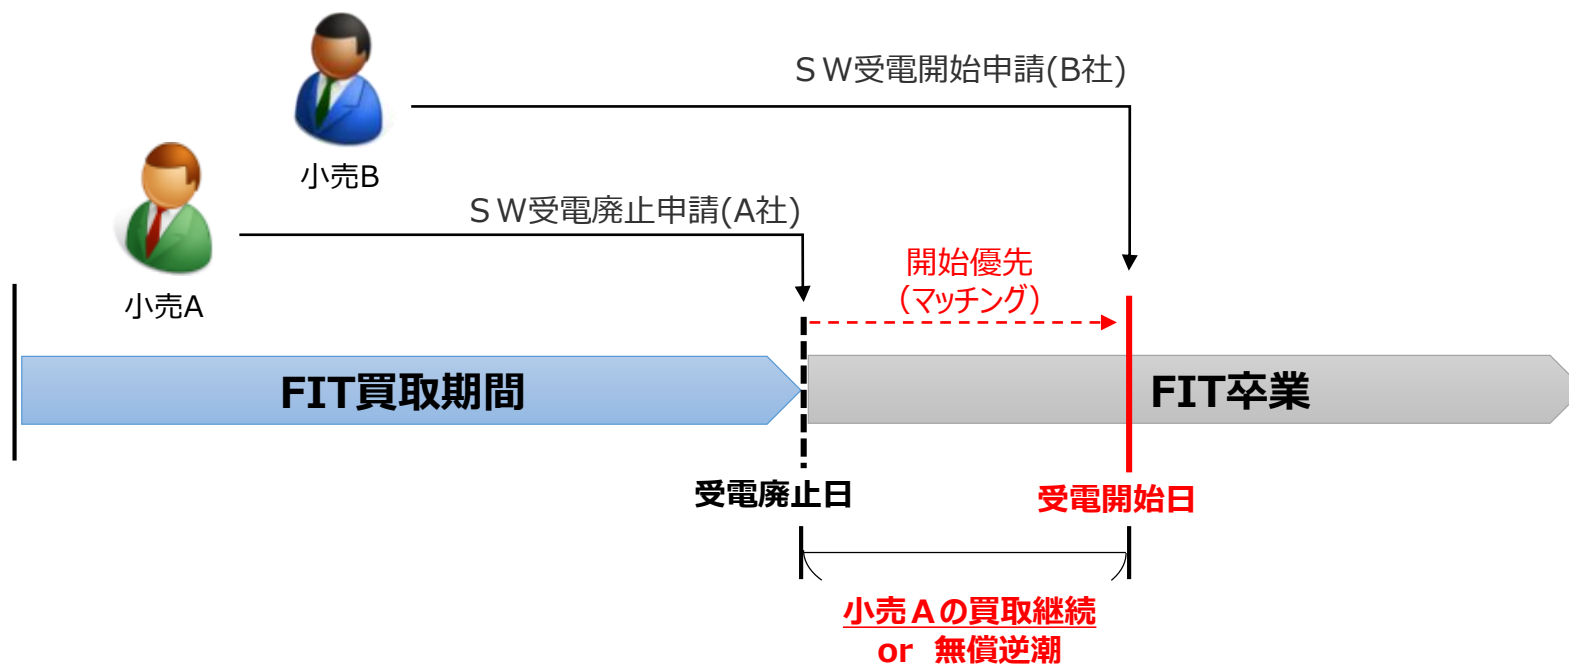 ＳＷ受電開始申請(B社)
小売B
ＳＷ受電廃止申請(A社)
小売A
開始優先
（マッチング）
FIT買取期間
FIT卒業
受電廃止日
受電開始日
小売Ａの買取継続
or 無償逆潮